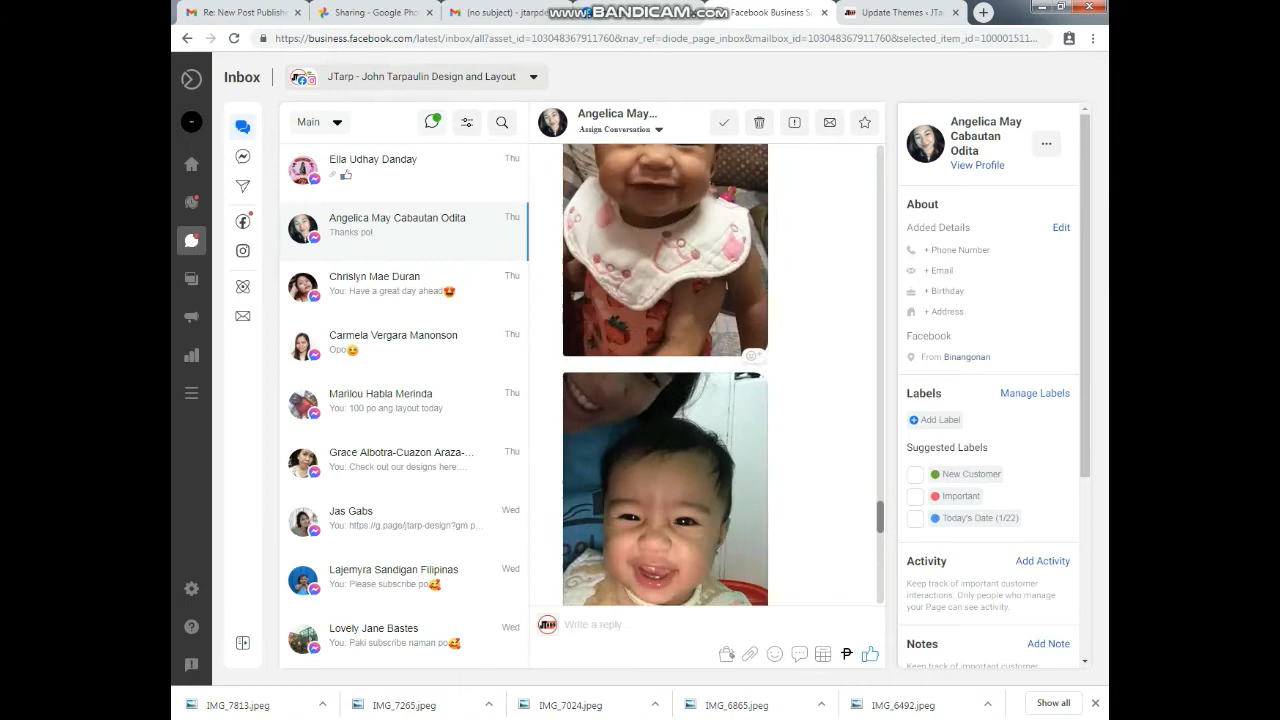 Re: New Post Publishe
Sharing
Pho
(no subject) - jtarpde
www.BANDICAM.com
Facebook Business S
Update Themes ‹ JTa
https://business.facebook.com/latest/inbox/all?asset_id=103048367911760&nav_ref=diode_page_inbox&mailbox_id=103048367911760&selected_item_id=100001511...
Inbox
JTarp - John Tarpaulin Design and Layout
Main
Ella Udhay Danday
Thu
Angelica May Cabautan Odita
Thu
Thanks po!
Chrislyn Mae Duran
Thu
You: Have a great day ahead😍
Carmela Vergara Manonson
Thu
Opo☺️
Marilou Habla Merinda
Thu
You: 100 po ang layout today
Grace Albotra-Cuazon Araza-...
Thu
You: Check out our designs here....
Jas Gabs
Wed
You: https://g.page/jtarp-design?gm p...
Lajemyra Sandigan Filipinas
Wed
You: Please subscribe po🥰
Lovely Jane Bastes
Wed
You: Paki subscribe naman po🥰
Angelica May...
Assign Conversation
Write a reply...
Angelica May
Cabautan
Odita
View Profile
About
Added Details
Edit
+ Phone Number
+ Email
+ Birthday
+ Address
Facebook
From Binangonan
Labels
Manage Labels
Add Label
Suggested Labels
New Customer
Important
Today's Date (1/22)
Activity
Add Activity
Keep track of important customer
interactions. Only people who manage
your Page can see activity.
Notes
Add Note
Keep track of important customer
IMG_7813.jpeg
IMG_7265.jpeg
IMG_7024.jpeg
IMG_6865.jpeg
IMG_6492.jpeg
Show all